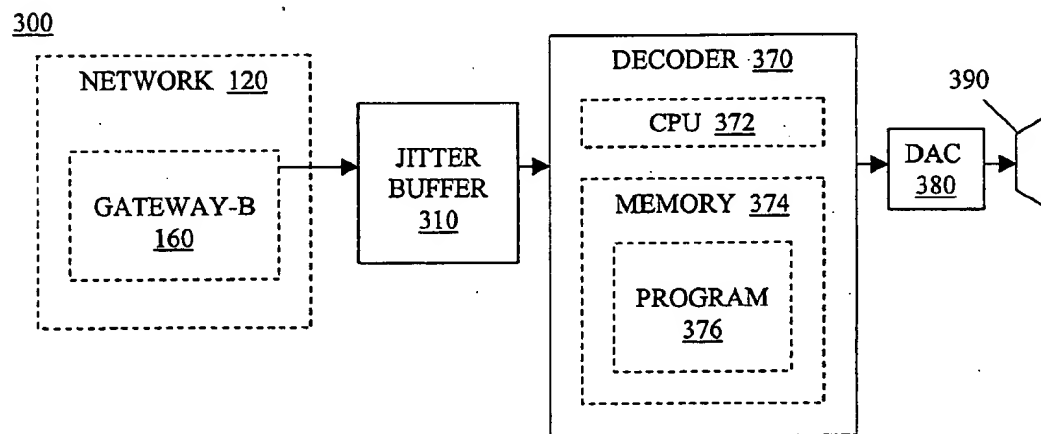 300
NETWORK 120
GATEWAY-B
160
JITTER
BUFFER
310
DECODER 370
CPU 372
MEMORY 374
PROGRAM
376
DAC
380
390